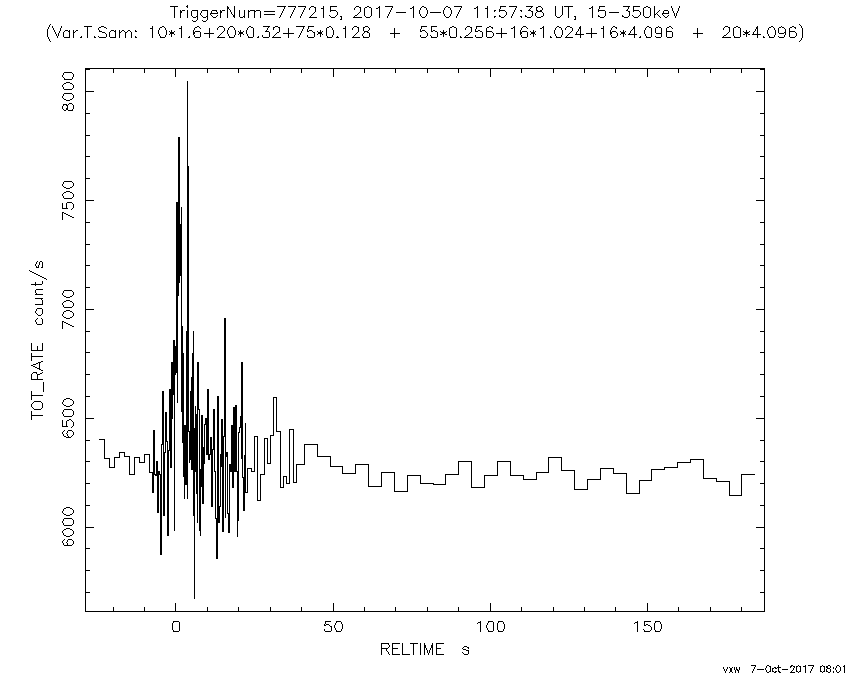 TriggerNum=777215, 2017-10-07 11:57:38 UT, 15-350keV
(Var.T.Sam: 10*1.6+20*0.32+75*0.128 + 55*0.256+16*1.024+16*4.096 + 20*4.096)
8000
7500
7000
6500
6000
TOT_RATE count/s
0 50 100 150
RELTIME s
vxw 7-Oct-2017 08:01